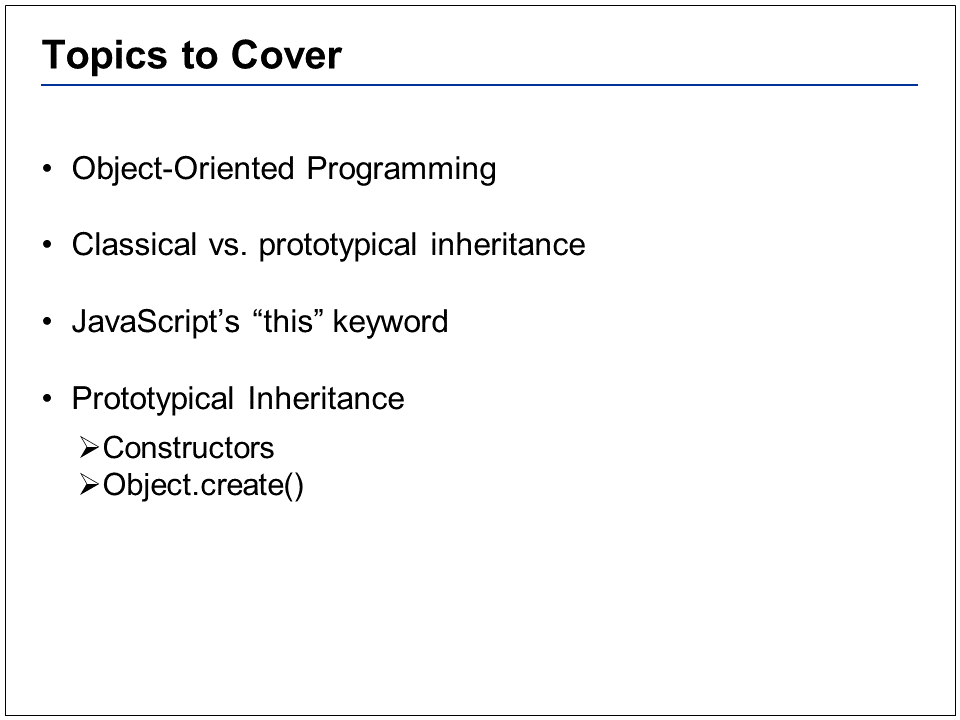 Topics to Cover
• Object-Oriented Programming
• Classical vs. prototypical inheritance
• JavaScript’s “this” keyword
• Prototypical Inheritance
➢Constructors
➢Object.create()